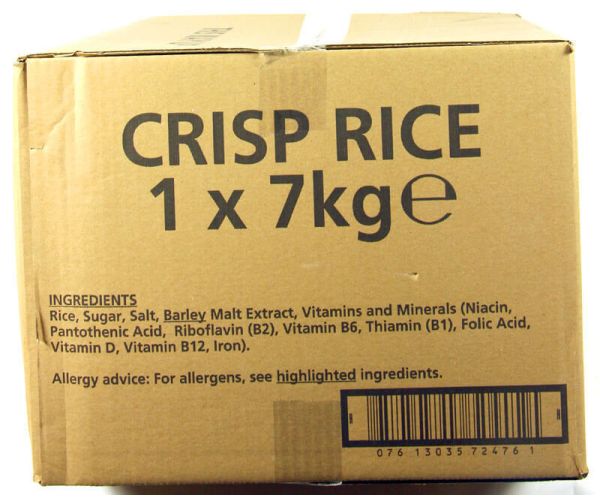 CRISP RICE
1 x 7kg℮
INGREDIENTS
Rice, Sugar, Salt, Barley Malt Extract, Vitamins and Minerals (Niacin,
Pantothenic Acid, Riboflavin (B2), Vitamin B6, Thiamin (B1), Folic Acid,
Vitamin D, Vitamin B12, Iron).
Allergy advice: For allergens, see highlighted ingredients.
076 13035 72476 1